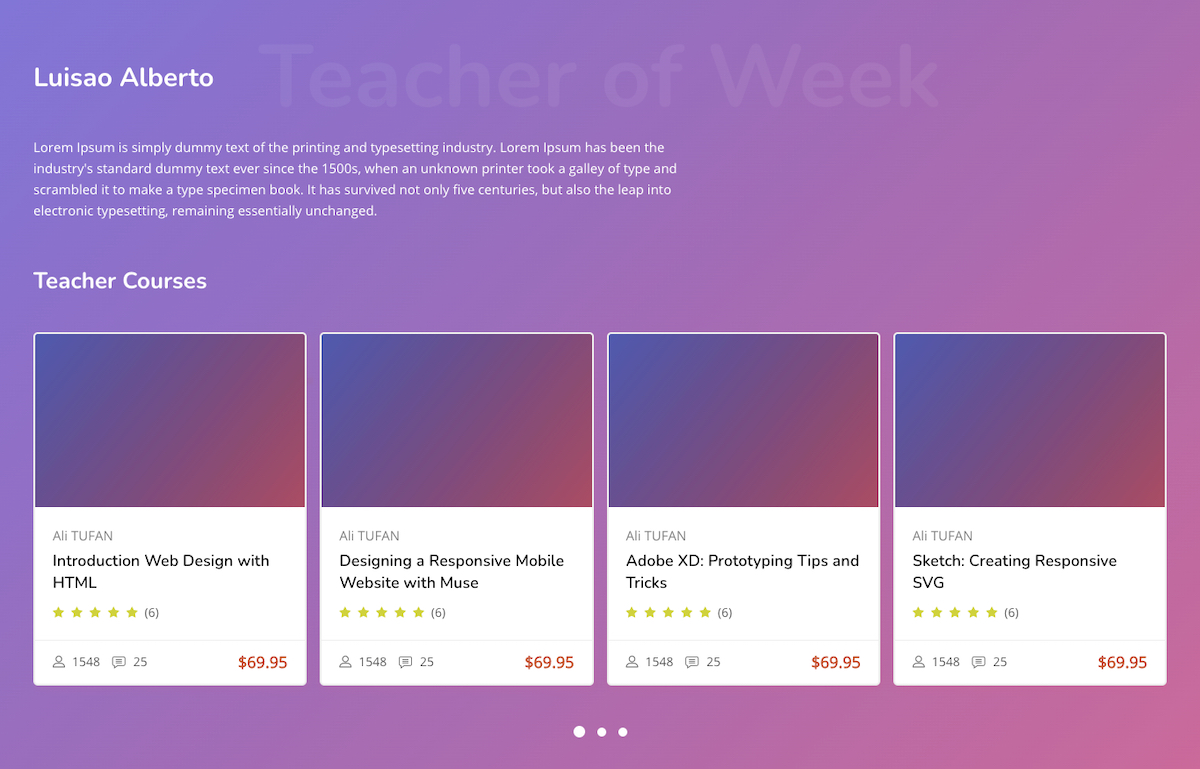 Teacher of Week
Luisao Alberto
Lorem Ipsum is simply dummy text of the printing and typesetting industry. Lorem Ipsum has been the
industry's standard dummy text ever since the 1500s, when an unknown printer took a galley of type and
scrambled it to make a type specimen book. It has survived not only five centuries, but also the leap into
electronic typesetting, remaining essentially unchanged.
Teacher Courses
Ali TUFAN
Introduction Web Design with
HTML
(6)
1548 25 $69.95
Ali TUFAN
Designing a Responsive Mobile
Website with Muse
(6)
1548 25 $69.95
Ali TUFAN
Adobe XD: Prototyping Tips and
Tricks
(6)
1548 25 $69.95
Ali TUFAN
Sketch: Creating Responsive
SVG
(6)
1548 25 $69.95